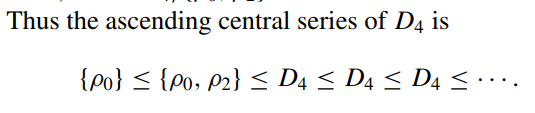 Thus the ascending central series of D₄ is
{ρ₀} ≤ {ρ₀, ρ₂} ≤ D₄ ≤ D₄ ≤ D₄ ≤ ⋯.